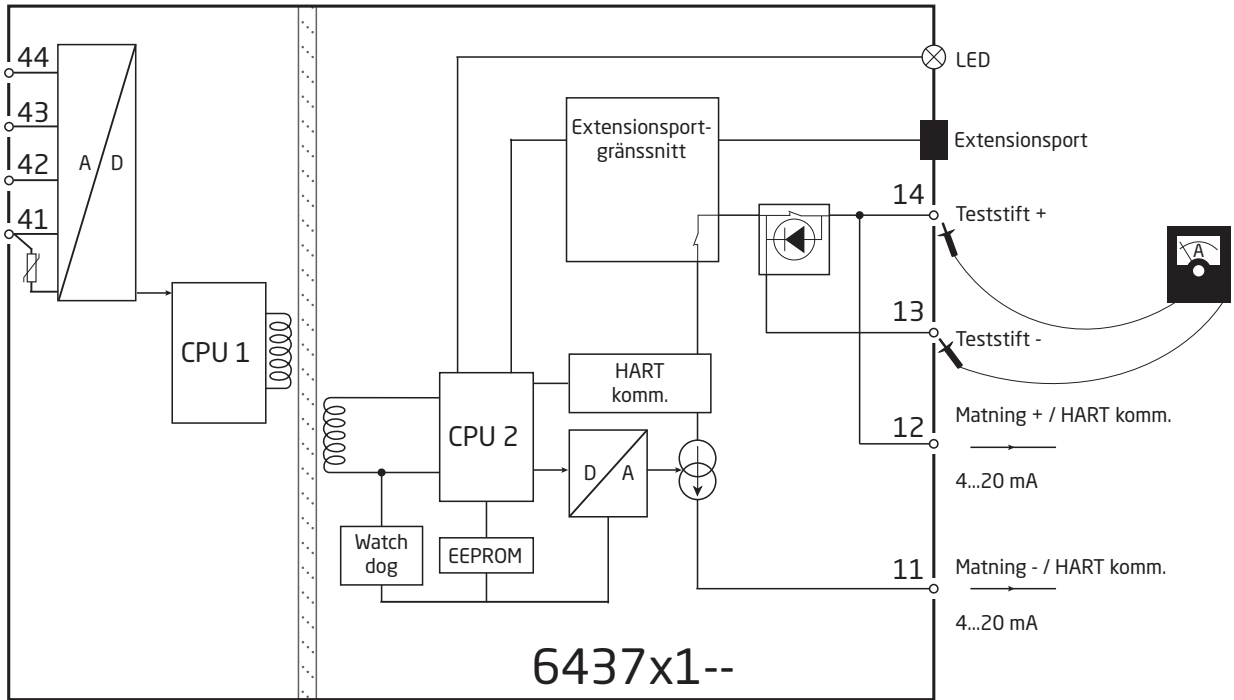 44
43
42
41
A D
CPU 1
LED
Extensionsport-
gränssnitt
Extensionsport
14
Teststift +
A
13
Teststift -
HART
komm.
CPU 2
Matning + / HART komm.
12
4...20 mA
D A
Watch
dog
EEPROM
11
Matning - / HART komm.
4...20 mA
6437x1--